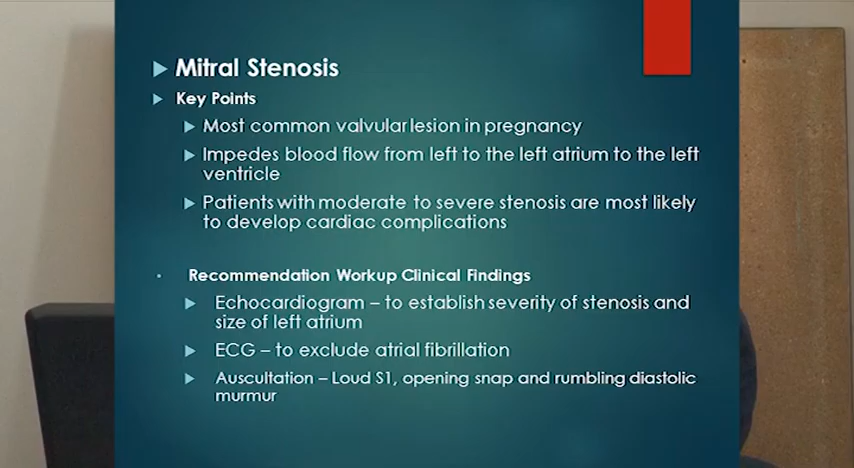 Mitral Stenosis
Key Points
Most common valvular lesion in pregnancy
Impedes blood flow from left to the left atrium to the left
ventricle
Patients with moderate to severe stenosis are most likely
to develop cardiac complications
Recommendation Workup Clinical Findings
Echocardiogram – to establish severity of stenosis and
size of left atrium
ECG – to exclude atrial fibrillation
Auscultation – Loud S1, opening snap and rumbling diastolic
murmur